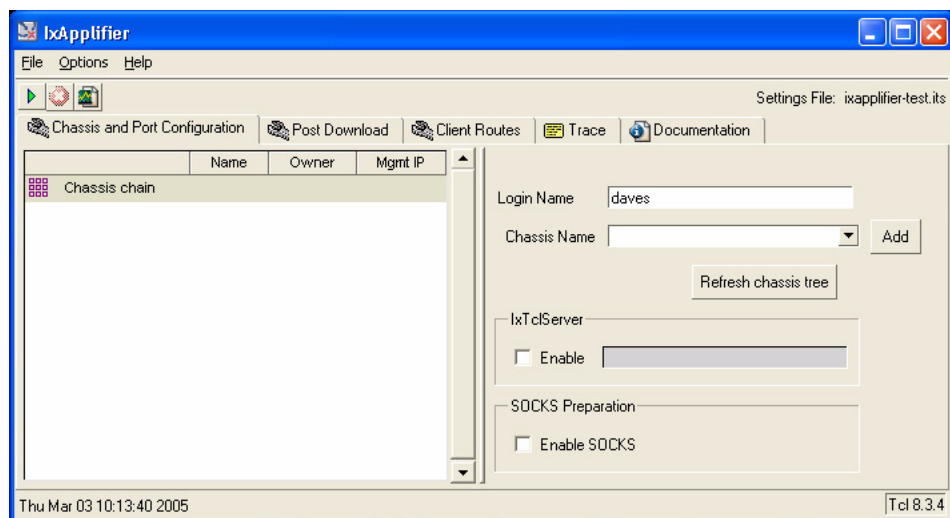 IxApplifier
File Options Help
Settings File: ixapplifier-test.its
Chassis and Port Configuration Post Download Client Routes Trace Documentation
Name Owner Mgmt IP
Chassis chain
Login Name daves
Chassis Name Add
Refresh chassis tree
IxTclServer
Enable
SOCKS Preparation
Enable SOCKS
Thu Mar 03 10:13:40 2005 Tcl 8.3.4